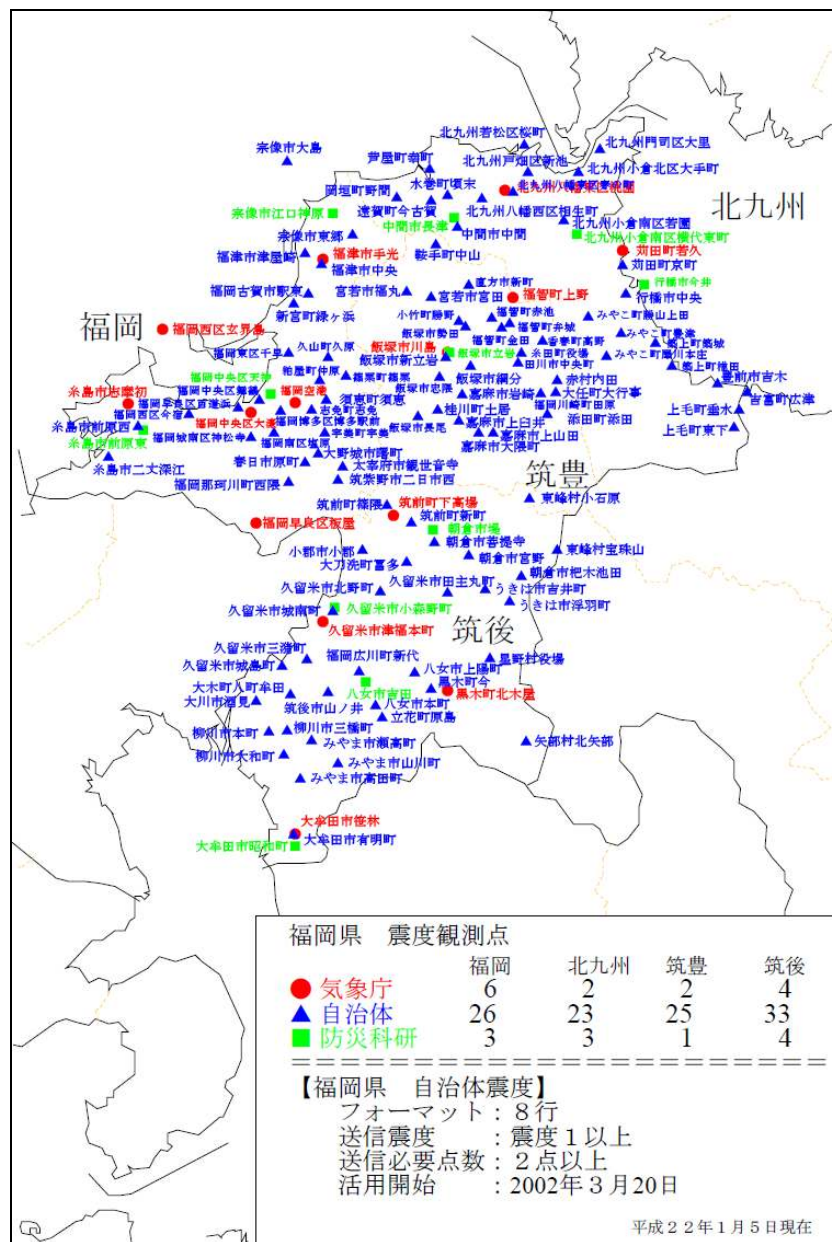 北九州若松区桜町
北九州門司区大里
宗像市大島
芦屋町幸町
北九州戸畑区新池
北九州小倉北区大手町
水巻町頃末
岡垣町野間
北九州
宗像市江口神原
遠賀町今古賀
北九州八幡西区相生町
中間市長津
北九州小倉南区若園
宗像市東郷
中間市中間
北九州小倉南区横代東町
福津市津屋崎
福津市手光
鞍手町中山
苅田町若久
福津市中央
苅田町京町
直方市新町
行橋市今井
福岡古賀市駅東
宮若市福丸
宮若市宮田
福智町上野
行橋市中央
新宮町緑ヶ浜
小竹町勝野
福智町赤池
みやこ町勝山上田
福岡
福岡西区玄界島
飯塚市勢田
福智町弁城
みやこ町豊津
福智町金田
香春町高野
築上町築城
福岡東区千早
久山町久原
飯塚市川島
飯塚市立岩
糸田町役場
みやこ町犀川本庄
飯塚市新立岩
田川市中央町
築上町椎田
粕屋町仲原
篠栗町篠栗
飯塚市綱分
赤村内田
豊前市吉木
福岡中央区天神
飯塚市忽隈
糸島市志摩初
福岡中央区舞鶴
福岡空港
須恵町須恵
嘉麻市岩崎
大任町大行事
吉富町広津
福岡早良区百道浜
福岡西区今宿
志免町志免
桂川町土居
福岡川崎町田原
上毛町垂水
糸島市前原西
福岡中央区大濠
福岡博多区博多駅前
飯塚市長尾
嘉麻市上臼井
添田町添田
糸島市前原東
福岡城南区神松寺
福岡南区塩原
宇美町宇美
嘉麻市上山田
上毛町東下
大野城市曙町
嘉麻市大隈町
糸島市二丈深江
春日市原町
太宰府市観世音寺
筑豊
福岡那珂川町西隈
筑紫野市二日市西
筑前町篠隈
筑前町下高場
東峰村小石原
福岡早良区板屋
筑前町新町
朝倉市堤
朝倉市菩提寺
小郡市小郡
朝倉市宮野
東峰村宝珠山
大刀洗町冨多
朝倉市杷木池田
久留米市北野町
久留米市田主丸町
うきは市吉井町
久留米市城南町
久留米市小森野町
うきは市浮羽町
久留米市津福本町
筑後
久留米市三潴町
福岡広川町新代
星野村役場
久留米市城島町
八女市上陽町
大木町八町牟田
八女市吉田
黒木町今
黒木町北木屋
大川市酒見
筑後市山ノ井
八女市本町
立花町原島
柳川市本町
柳川市三橋町
みやま市瀬高町
矢部村北矢部
柳川市大和町
みやま市山川町
みやま市高田町
大牟田市笹林
大牟田市有明町
大牟田市昭和町
福岡県 震度観測点
福岡 北九州 筑豊 筑後
気象庁 6 2 2 4
自治体 26 23 25 33
防災科研 3 3 1 4
【福岡県 自治体震度】
フォーマット:8行
送信震度 :震度1以上
送信必要点数:2点以上
活用開始 :2002年3月20日
平成22年1月5日現在